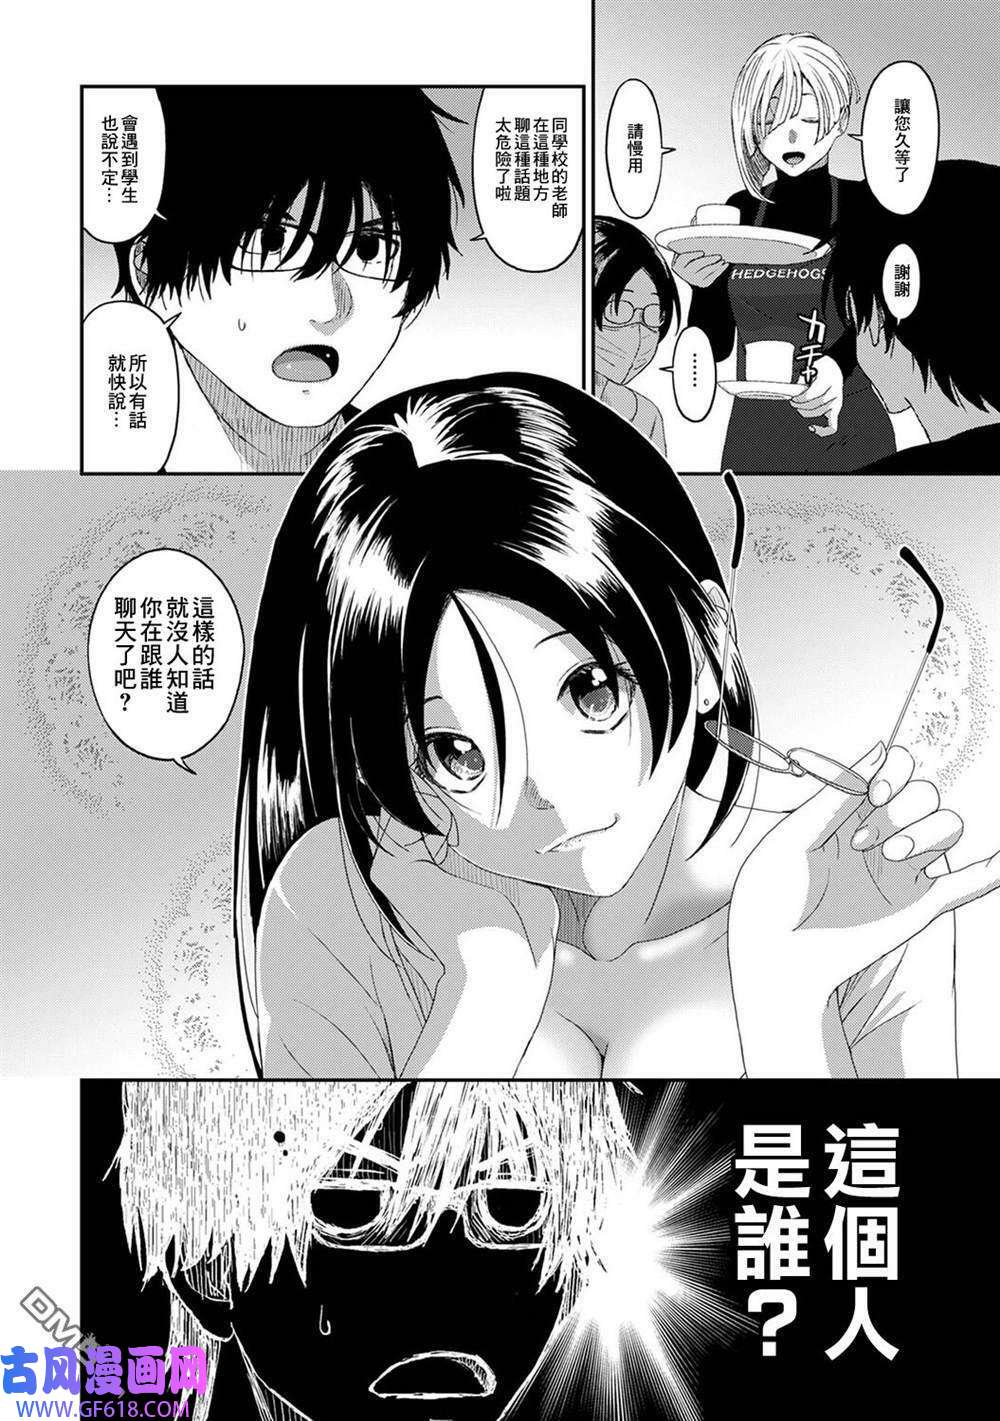 讓您久等了
請慢用
HEDGEHOGS
謝謝
カチャ
……
同學校的老師
在這種地方
聊這種話題
太危險了啦
會遇到學生
也說不定…
所以有話
就快說…
這樣的話
就沒人知道
你在跟誰
聊天了吧？
這個人
是誰？
古风漫画网
WWW.GF618.COM